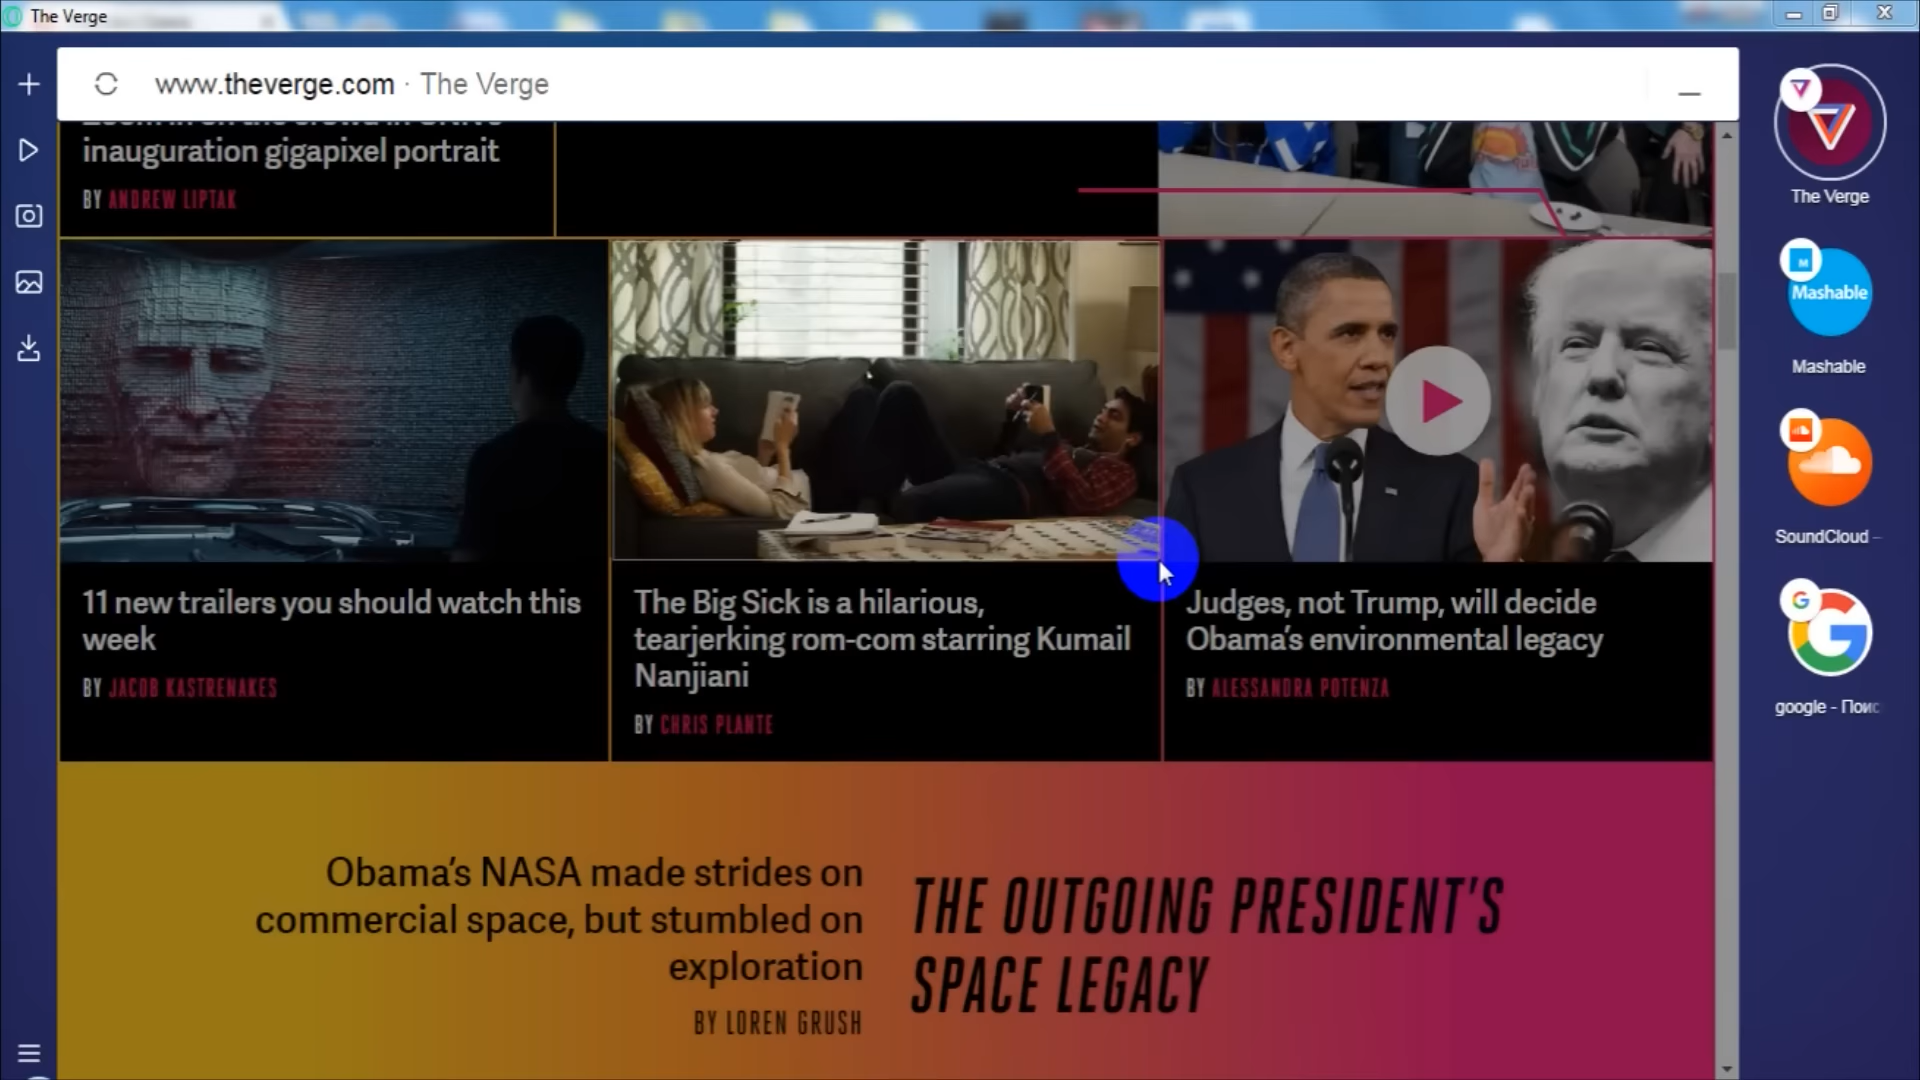 The Verge
www.theverge.com · The Verge
inauguration gigapixel portrait
BY ANDREW LIPTAK
11 new trailers you should watch this
week
BY JACOB KASTRENAKES
The Big Sick is a hilarious,
tearjerking rom-com starring Kumail
Nanjiani
BY CHRIS PLANTE
Judges, not Trump, will decide
Obama's environmental legacy
BY ALESSANDRA POTENZA
Obama's NASA made strides on
commercial space, but stumbled on
exploration
BY LOREN GRUSH
THE OUTGOING PRESIDENT'S
SPACE LEGACY
The Verge
M
Mashable
Mashable
SoundCloud –
G
google - Поис